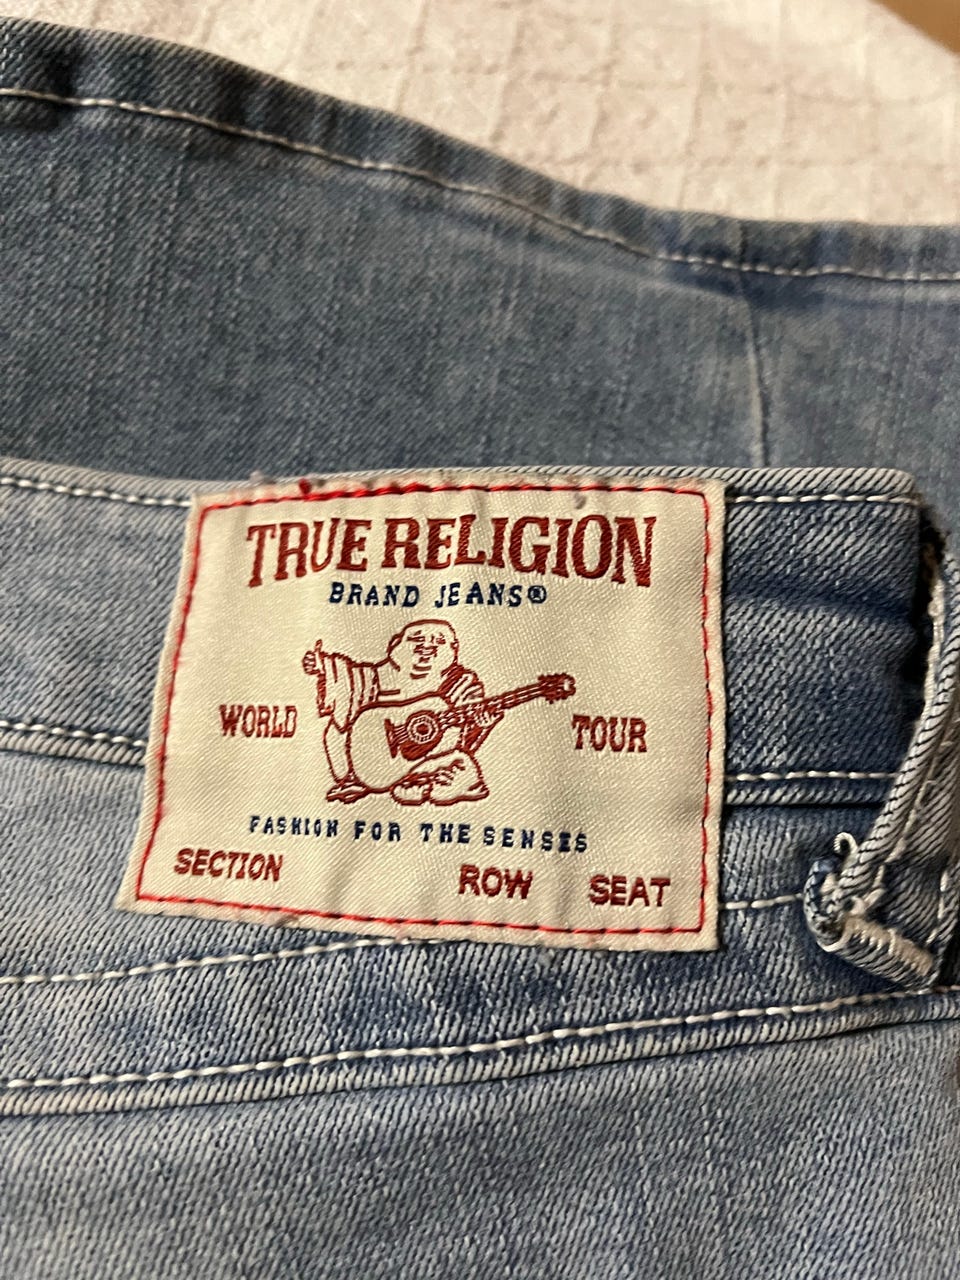 TRUE RELIGION
BRAND JEANS®
WORLD TOUR
FASHION FOR THE SENSES
SECTION ROW SEAT